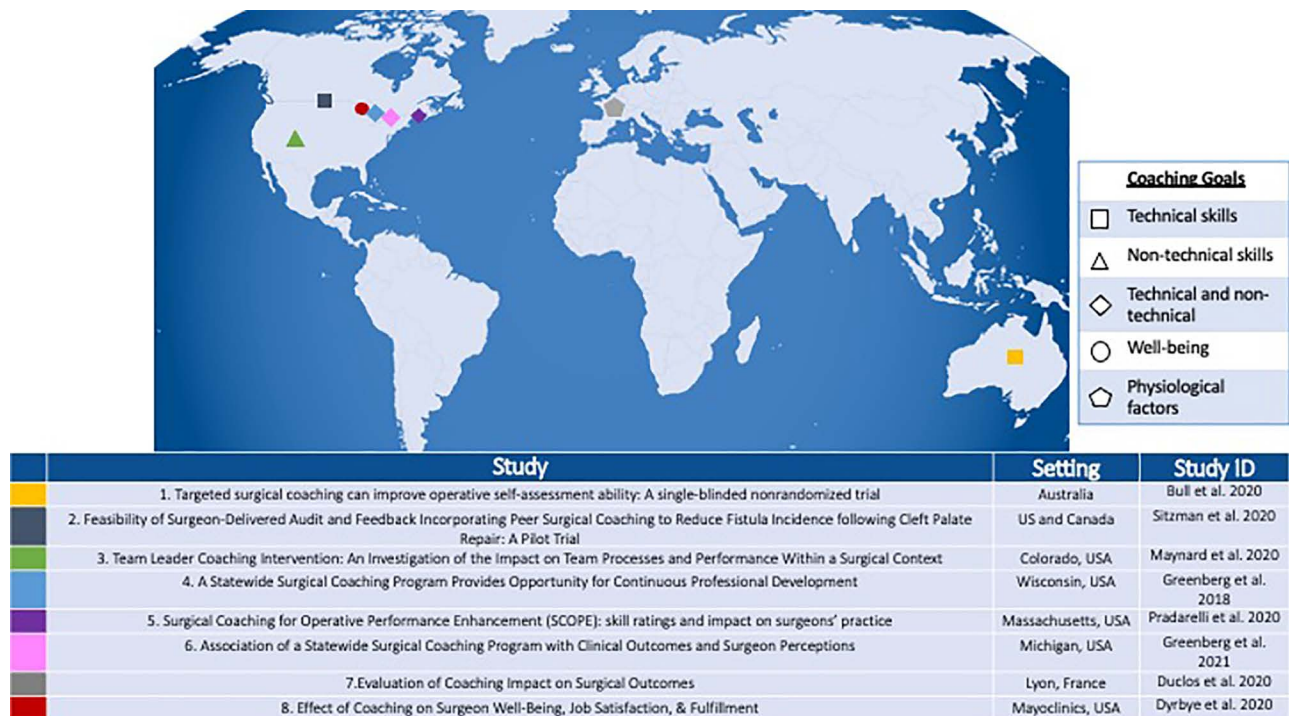 Coaching Goals
Technical skills
Non-technical skills
Technical and non-
technical
Well-being
Physiological
factors
Study Setting Study ID
1. Targeted surgical coaching can improve operative self-assessment ability: A single-blinded nonrandomized trial Australia Bull et al. 2020
2. Feasibility of Surgeon-Delivered Audit and Feedback Incorporating Peer Surgical Coaching to Reduce Fistula Incidence following Cleft Palate US and Canada Sitzman et al. 2020
Repair: A Pilot Trial
3. Team Leader Coaching Intervention: An Investigation of the Impact on Team Processes and Performance Within a Surgical Context Colorado, USA Maynard et al. 2020
4. A Statewide Surgical Coaching Program Provides Opportunity for Continuous Professional Development Wisconsin, USA Greenberg et al.
2018
5. Surgical Coaching for Operative Performance Enhancement (SCOPE): skill ratings and impact on surgeons' practice Massachusetts, USA Pradarelli et al. 2020
6. Association of a Statewide Surgical Coaching Program with Clinical Outcomes and Surgeon Perceptions Michigan, USA Greenberg et al.
2021
7.Evaluation of Coaching Impact on Surgical Outcomes Lyon, France Duclos et al. 2020
8. Effect of Coaching on Surgeon Well-Being, Job Satisfaction, & Fulfillment Mayoclinics, USA Dyrbye et al. 2020